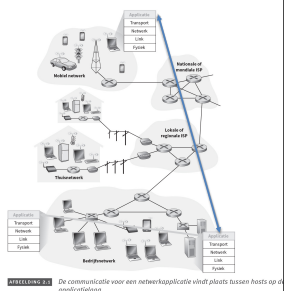 Applicatie
Transport
Netwerk
Link
Fysiek
Mobiel netwerk
Nationale of
mondiale ISP
Lokale of
regionale ISP
Thuisnetwerk
Applicatie
Transport
Netwerk
Link
Fysiek
Bedrijfsnetwerk
Applicatie
Transport
Netwerk
Link
Fysiek
AFBEELDING 2.1 De communicatie voor een netwerkapplicatie vindt plaats tussen hosts op de
applicatielaag